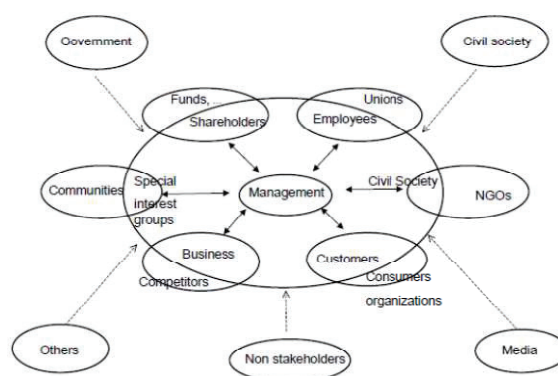 Government
Civil society
Funds, ...
Shareholders
Unions
Employees
Communities
Special
interest
groups
Management
Civil Society
NGOs
Business
Competitors
Customers
Consumers
organizations
Others
Non stakeholders
Media